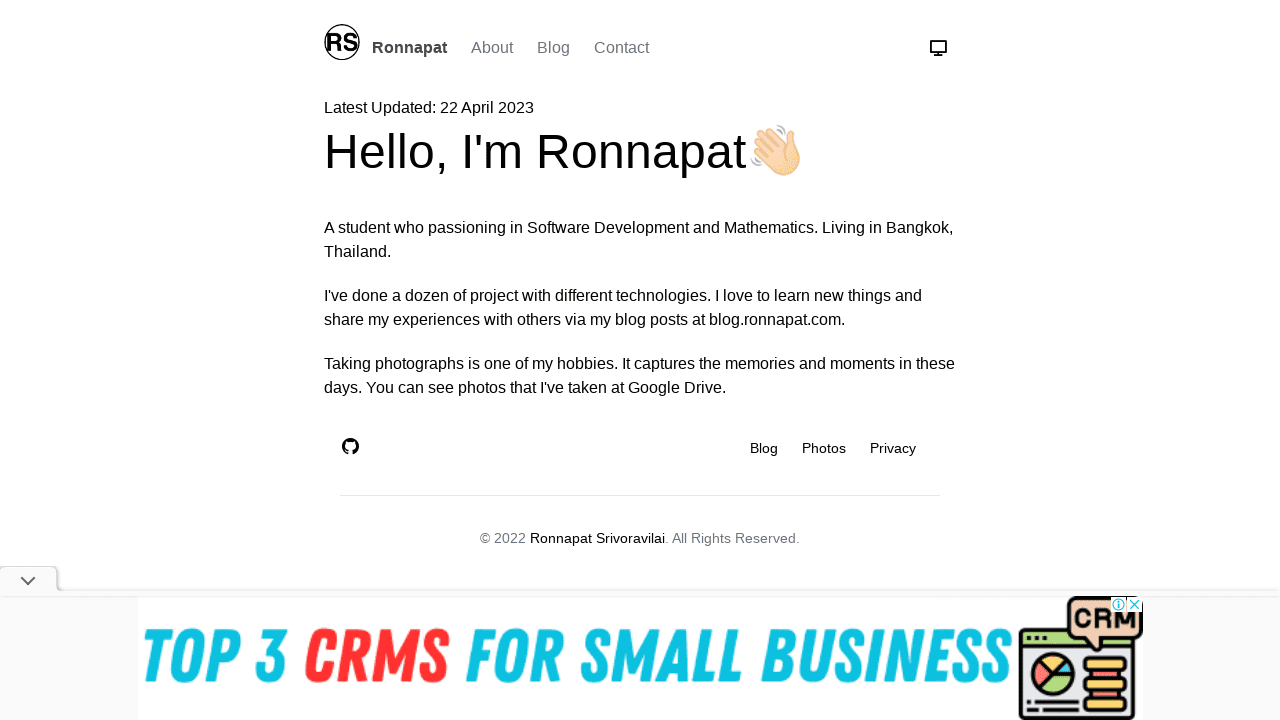 RS
Ronnapat About Blog Contact
Latest Updated: 22 April 2023
Hello, I'm Ronnapat👋🏻
A student who passioning in Software Development and Mathematics. Living in Bangkok,
Thailand.
I've done a dozen of project with different technologies. I love to learn new things and
share my experiences with others via my blog posts at blog.ronnapat.com.
Taking photographs is one of my hobbies. It captures the memories and moments in these
days. You can see photos that I've taken at Google Drive.
Blog Photos Privacy
© 2022 Ronnapat Srivoravilai. All Rights Reserved.
TOP 3 CRMS FOR SMALL BUSINESS
CRM